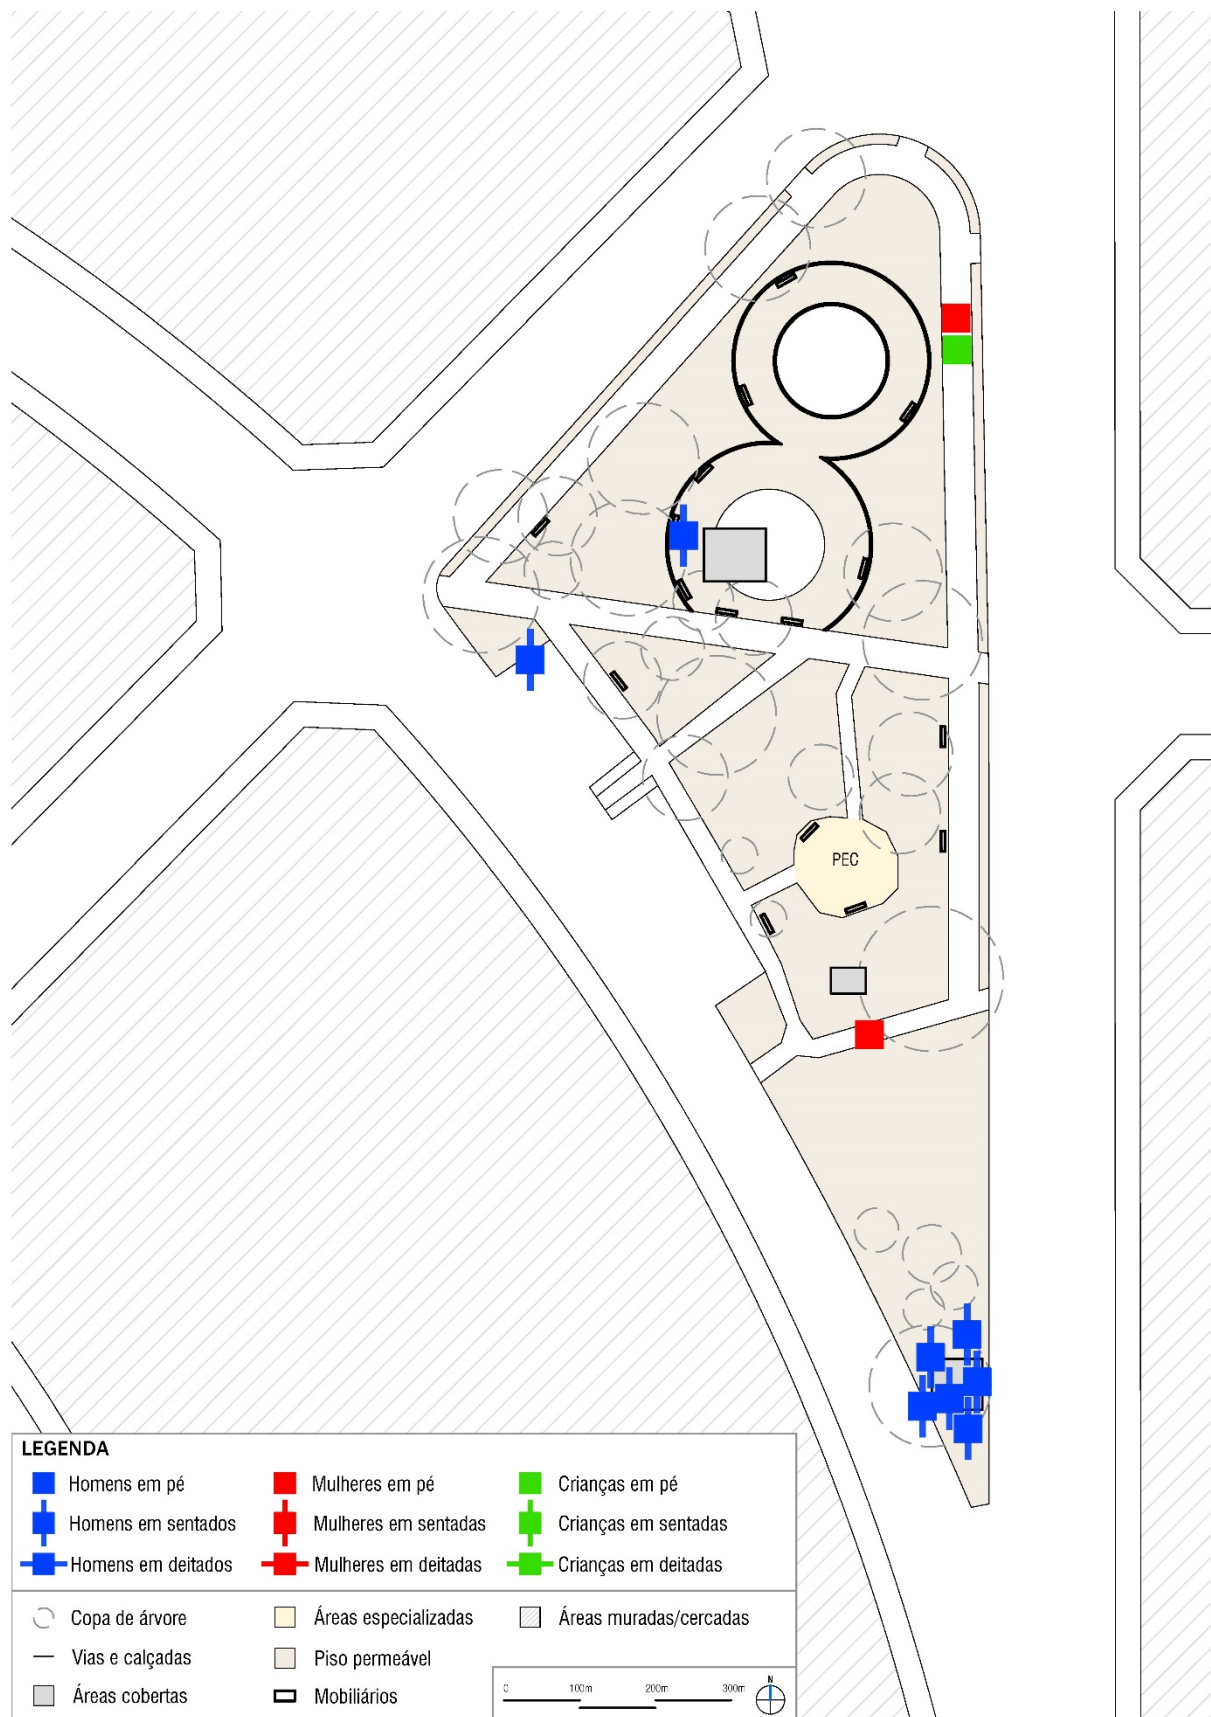 PEC
LEGENDA
Homens em pé
Mulheres em pé
Crianças em pé
Homens em sentados
Mulheres em sentadas
Crianças em sentadas
Homens em deitados
Mulheres em deitadas
Crianças em deitadas
Copa de árvore
Áreas especializadas
Áreas muradas/cercadas
Vias e calçadas
Piso permeável
Áreas cobertas
Mobiliários
0 100m 200m 300m
N